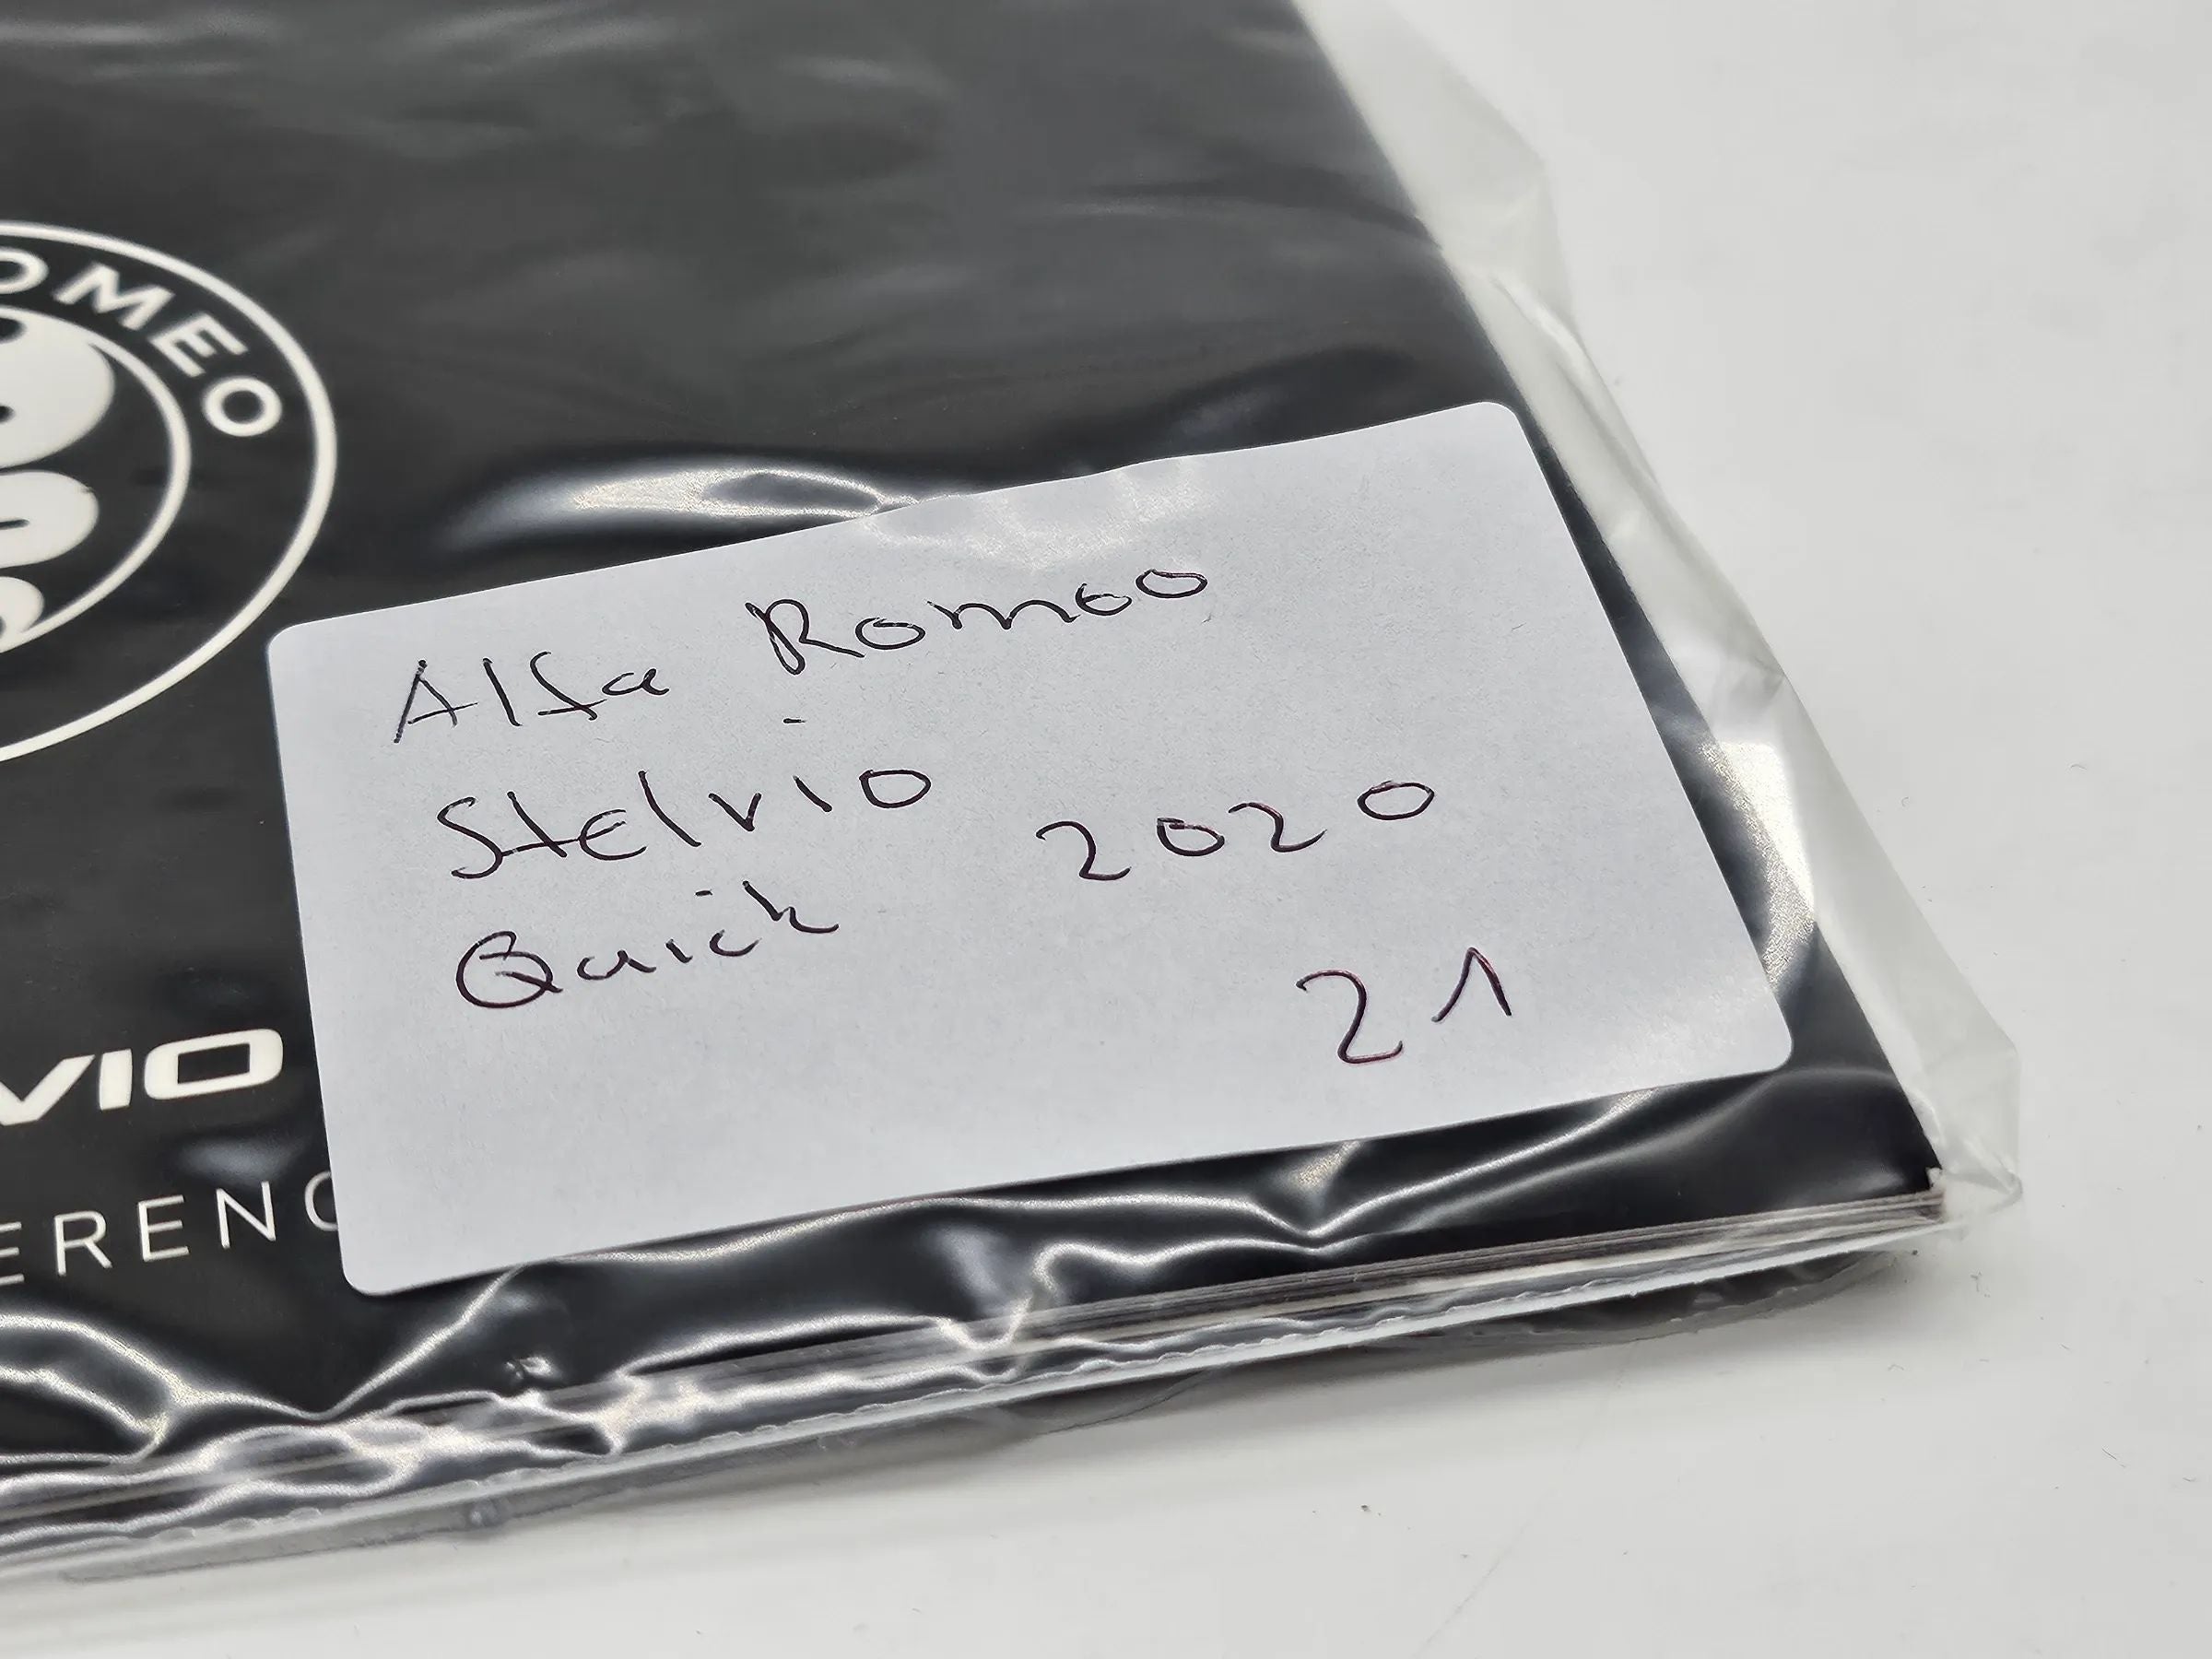 OMEO
VIO
ERENC
Alfa Romeo
Stelvio
Quick 2020
21